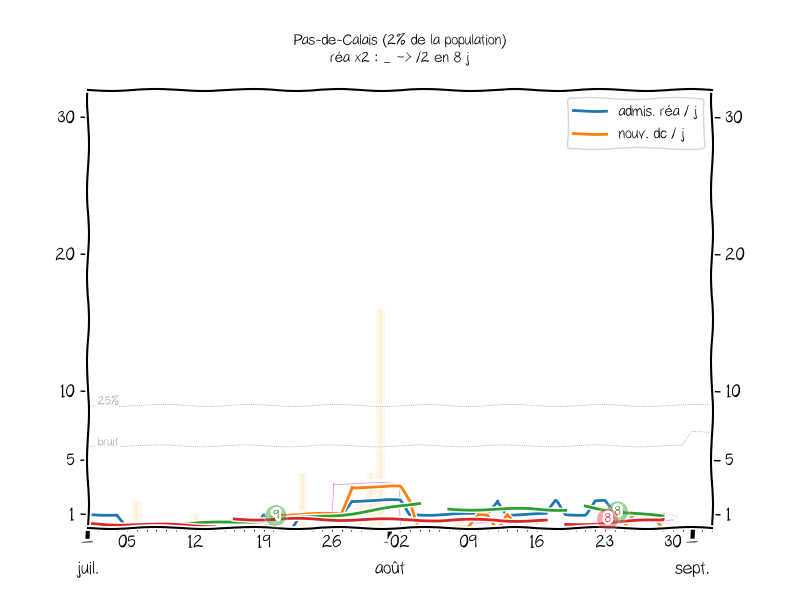 Pas-de-Calais (2% de la population)
réa x2 : _ -> /2 en 8 j
admis. réa / j
nouv. dc / j
30 30
20 20
10 10
25%
bruit
5 5
1 1
9 8
8
05 12 19 26 02 09 16 23 30
juil. août sept.